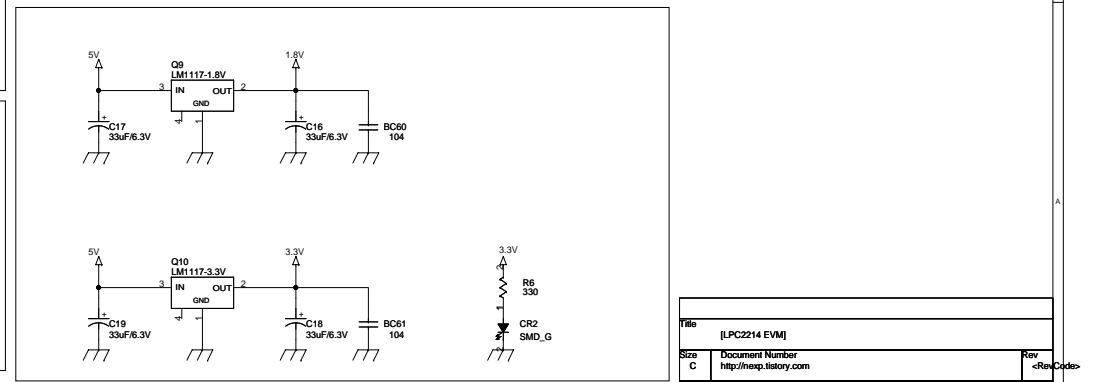 5V
Q9
LM1117-1.8V
3
IN
OUT
2
GND
4
1
1.8V
+
C17
33uF/6.3V
+
C16
33uF/6.3V
BC60
104
5V
Q10
LM1117-3.3V
3
IN
OUT
2
GND
4
1
3.3V
+
C19
33uF/6.3V
+
C18
33uF/6.3V
BC61
104
3.3V
2
R6
330
1
CR2
SMD_G
2
A
Title
[LPC2214 EVM]
Size
C
Document Number
http://nexp.tistory.com
Rev
<RevCode>